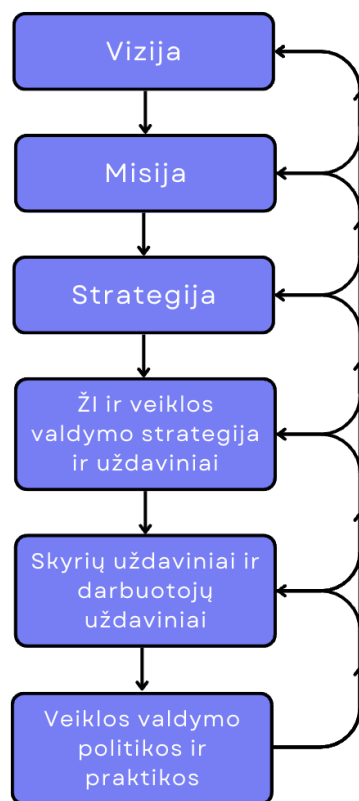 Vizija
Misija
Strategija
ŽI ir veiklos
valdymo strategija
ir uždaviniai
Skyrių uždaviniai ir
darbuotojų
uždaviniai
Veiklos valdymo
politikos ir
praktikos